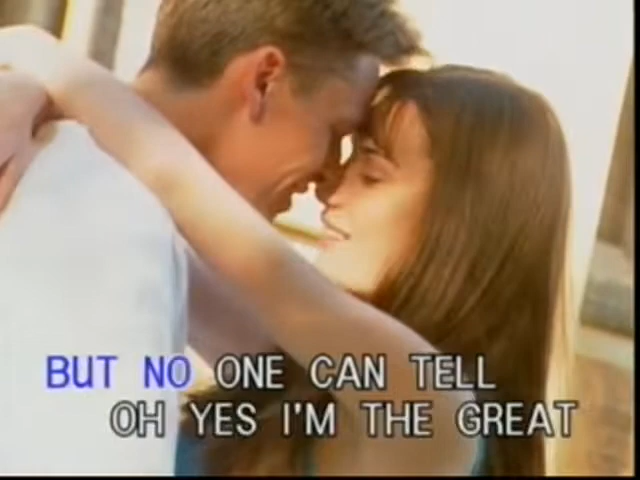 BUT NO ONE CAN TELL
OH YES I'M THE GREAT